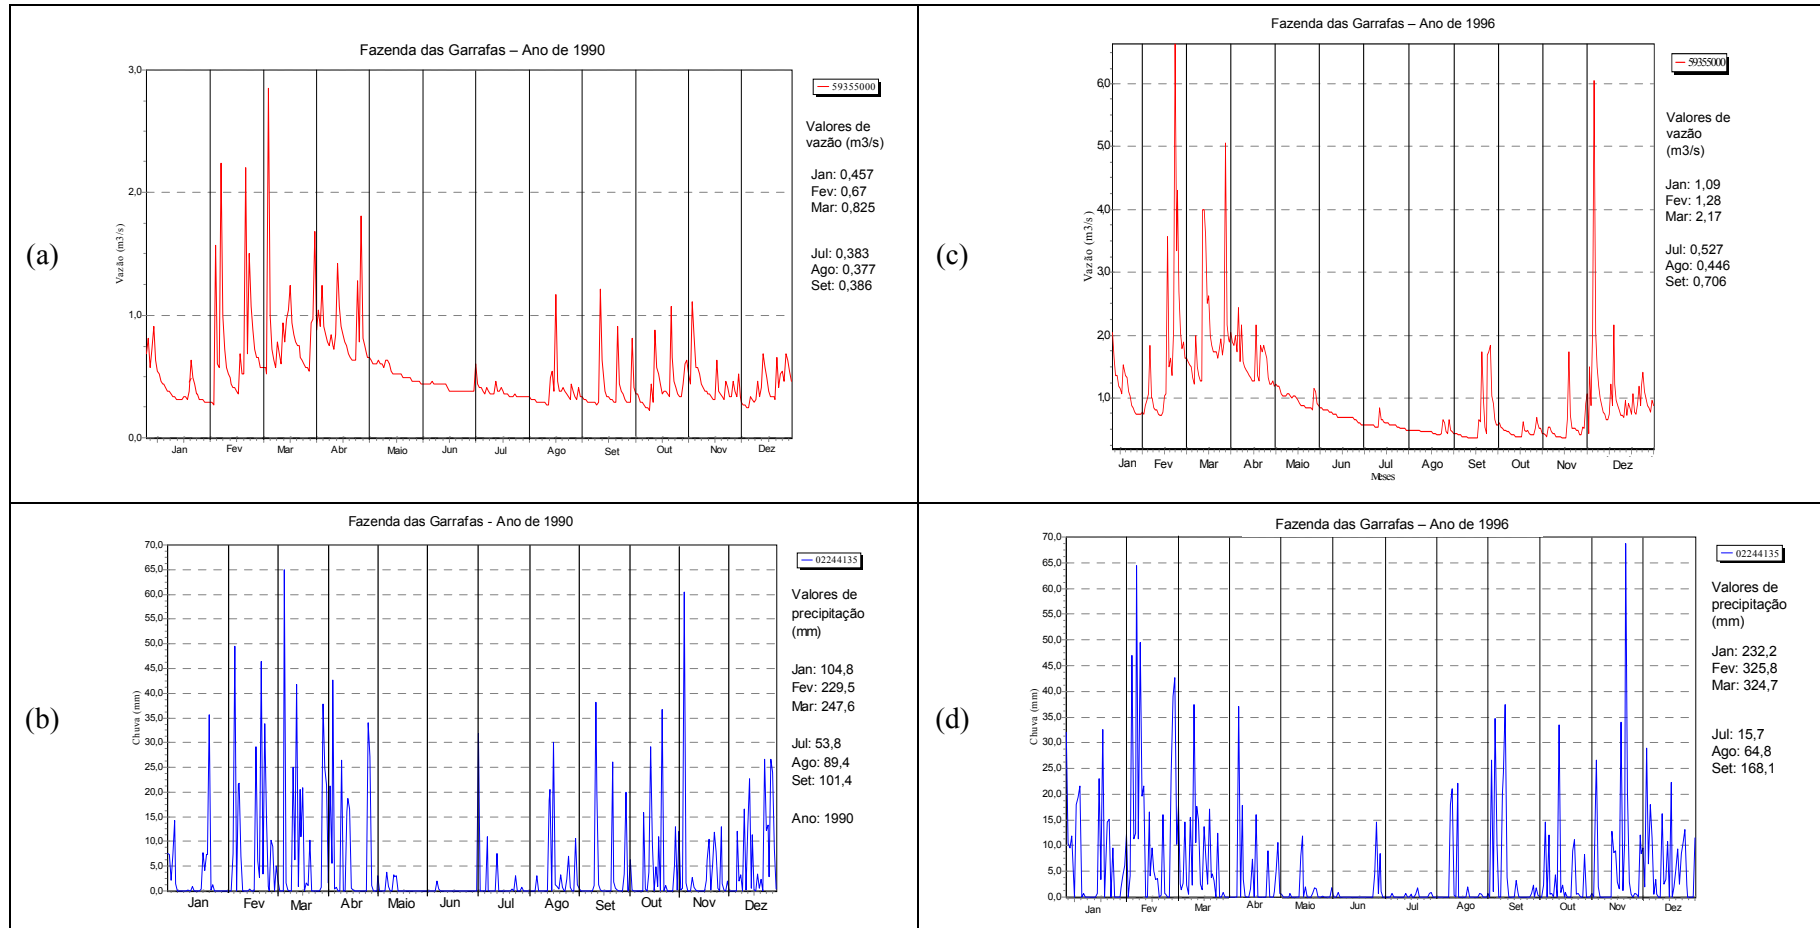 (a)
Fazenda das Garrafas – Ano de 1990
3,0
2,0
1,0
0,0
Vazão (m3/s)
Jan Fev Mar Abr Maio Jun Jul Ago Set Out Nov Dez
59355000
Valores de
vazão (m3/s)
Jan: 0,457
Fev: 0,67
Mar: 0,825
Jul: 0,383
Ago: 0,377
Set: 0,386
(c)
Fazenda das Garrafas – Ano de 1996
6,0
5,0
4,0
3,0
2,0
1,0
Vazão (m3/s)
Jan Fev Mar Abr Maio Jun Jul Ago Set Out Nov Dez
Meses
59355000
Valores de
vazão
(m3/s)
Jan: 1,09
Fev: 1,28
Mar: 2,17
Jul: 0,527
Ago: 0,446
Set: 0,706
(b)
Fazenda das Garrafas - Ano de 1990
70,0
65,0
60,0
55,0
50,0
45,0
40,0
35,0
30,0
25,0
20,0
15,0
10,0
5,0
0,0
Chuva (mm)
Jan Fev Mar Abr Maio Jun Jul Ago Set Out Nov Dez
02244135
Valores de
precipitação
(mm)
Jan: 104,8
Fev: 229,5
Mar: 247,6
Jul: 53,8
Ago: 89,4
Set: 101,4
Ano: 1990
(d)
Fazenda das Garrafas – Ano de 1996
70,0
65,0
60,0
55,0
50,0
45,0
40,0
35,0
30,0
25,0
20,0
15,0
10,0
5,0
0,0
Chuva (mm)
Jan Fev Mar Abr Maio Jun Jul Ago Set Out Nov Dez
02244135
Valores de
precipitação
(mm)
Jan: 232,2
Fev: 325,8
Mar: 324,7
Jul: 15,7
Ago: 64,8
Set: 168,1